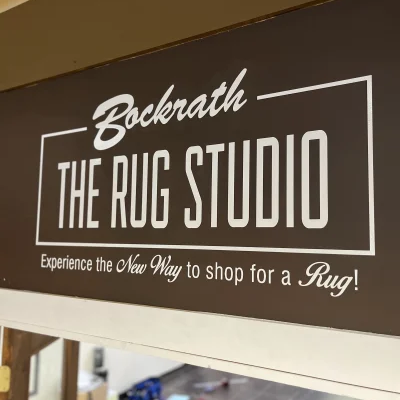 Bockrath
THE RUG STUDIO
Experience the New Way to shop for a Rug!